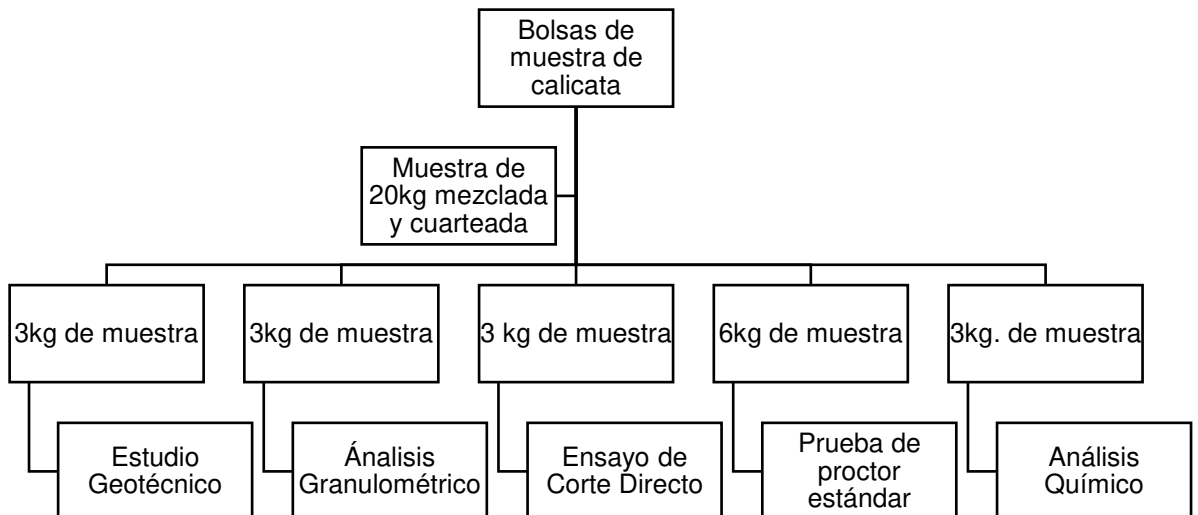 Bolsas de
muestra de
calicata
Muestra de
20kg mezclada
y cuarteada
3kg de muestra
3kg de muestra
3 kg de muestra
6kg de muestra
3kg. de muestra
Estudio
Geotécnico
Ánalisis
Granulométrico
Ensayo de
Corte Directo
Prueba de
proctor
estándar
Análisis
Químico